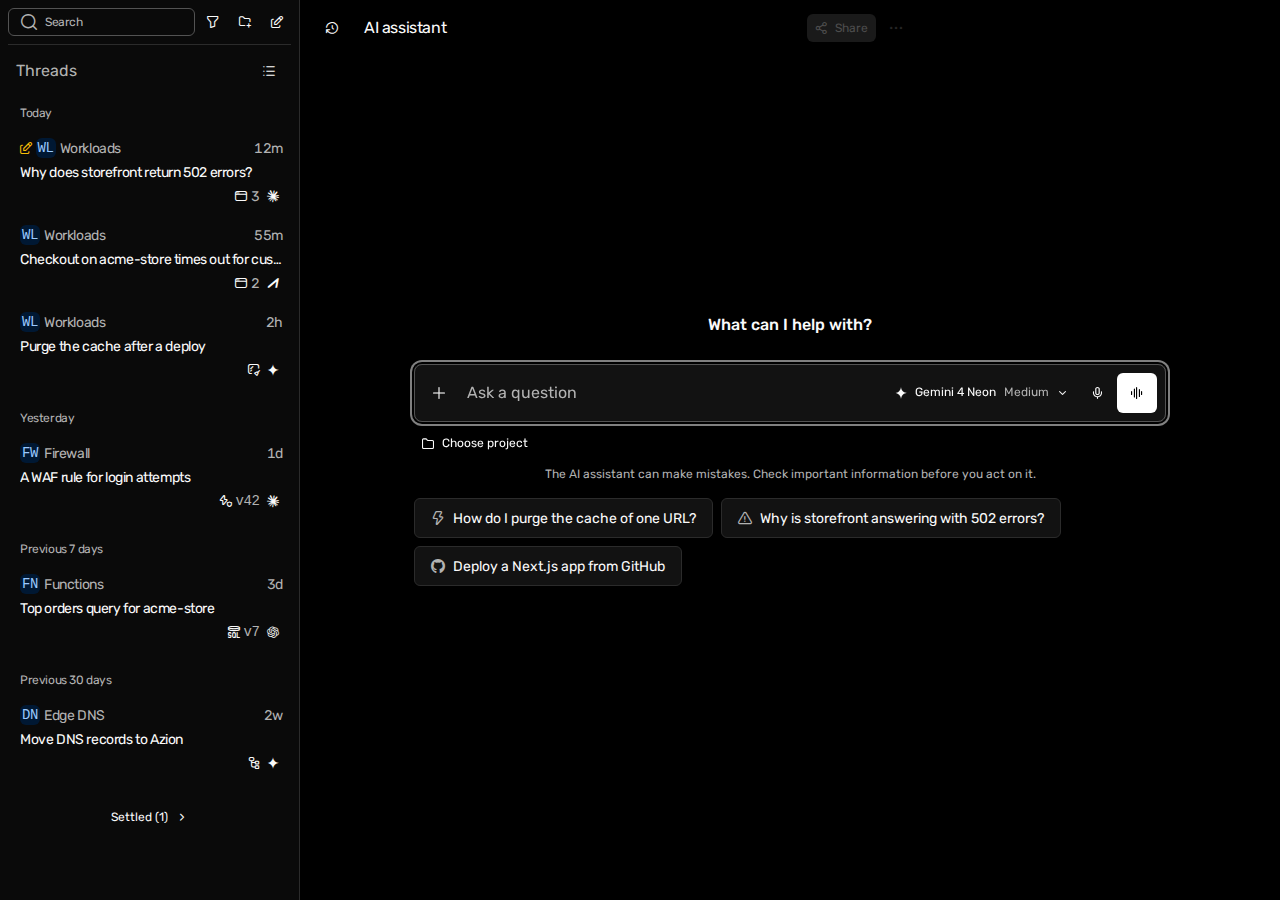 Search
AI assistant
Share
Threads
Today
WL Workloads 12m
Why does storefront return 502 errors?
3
WL Workloads 55m
Checkout on acme-store times out for cus...
2
WL Workloads 2h
Purge the cache after a deploy
Yesterday
FW Firewall 1d
A WAF rule for login attempts
v42
Previous 7 days
FN Functions 3d
Top orders query for acme-store
SQL v7
Previous 30 days
DN Edge DNS 2w
Move DNS records to Azion
Settled (1)
What can I help with?
Ask a question
Gemini 4 Neon Medium
Choose project
The AI assistant can make mistakes. Check important information before you act on it.
How do I purge the cache of one URL?
Why is storefront answering with 502 errors?
Deploy a Next.js app from GitHub